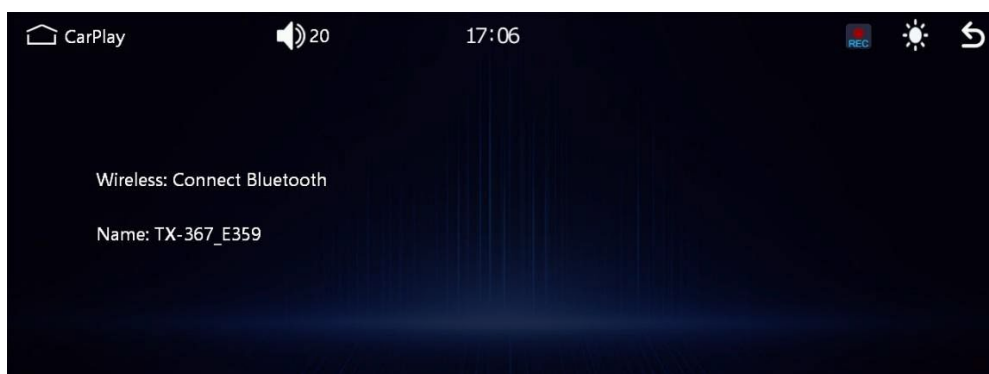 CarPlay 20 17:06 REC
Wireless: Connect Bluetooth
Name: TX-367_E359